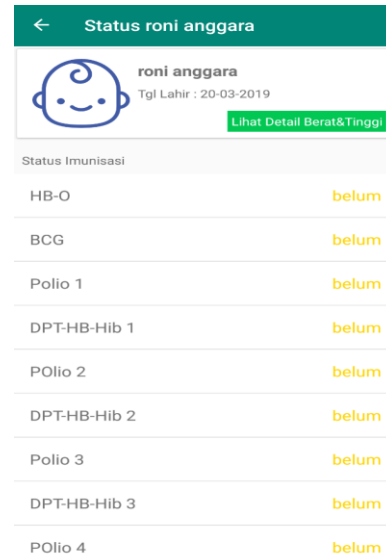 Status roni anggara
roni anggara
Tgl Lahir : 20-03-2019
Lihat Detail Berat&Tinggi
Status Imunisasi
HB-O belum
BCG belum
Polio 1 belum
DPT-HB-Hib 1 belum
POlio 2 belum
DPT-HB-Hib 2 belum
Polio 3 belum
DPT-HB-Hib 3 belum
POlio 4 belum